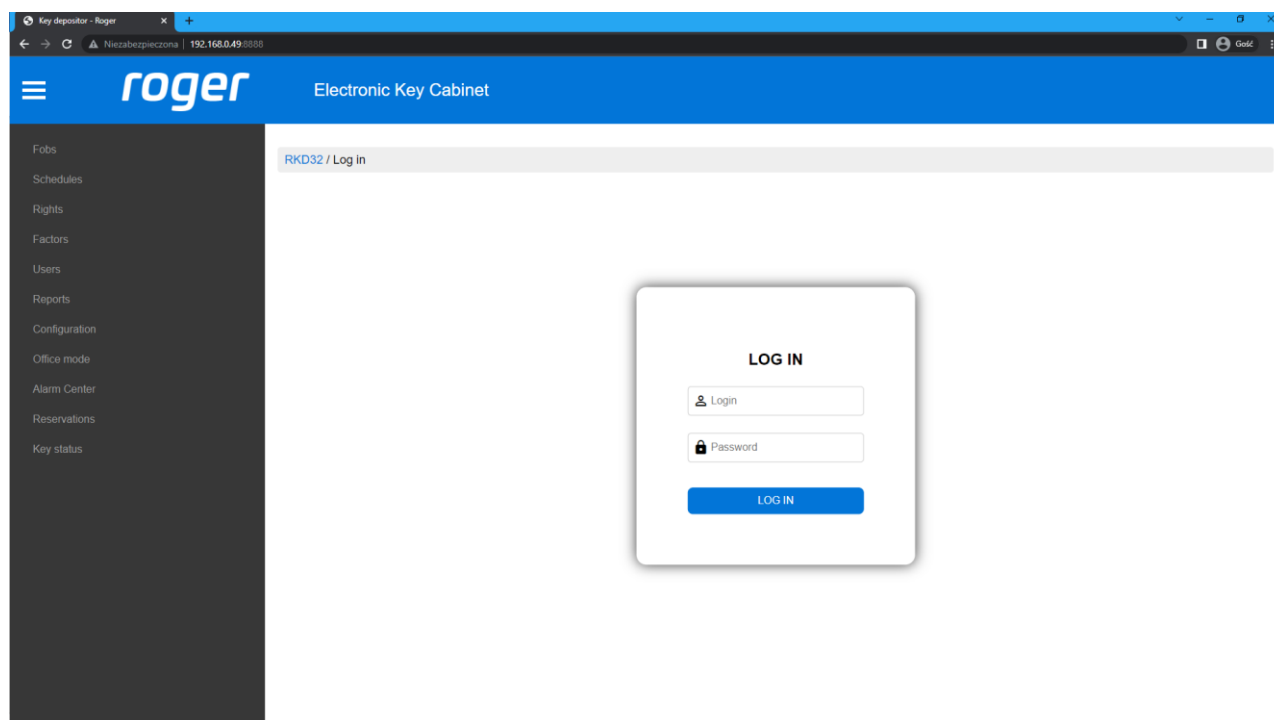 Key depositor - Roger
Niezabezpieczona | 192.168.0.49:8888
Gość
roger
Electronic Key Cabinet
Fobs
Schedules
Rights
Factors
Users
Reports
Configuration
Office mode
Alarm Center
Reservations
Key status
RKD32 / Log in
LOG IN
Login
Password
LOG IN